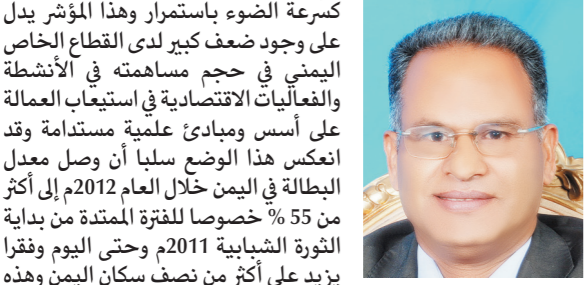 كسرعة الضوء باستمرار وهذا المؤشر يدل
على وجود ضعف كبير لدى القطاع الخاص
اليمني في حجم مساهمته في الأنشطة
والفعاليات الاقتصادية في استيعاب العمالة
على أسس ومبادئ علمية مستدامة وقد
انعكس هذا الوضع سلبا أن وصل معدل
البطالة في اليمن خلال العام 2012م إلى أكثر
من 55 % خصوصا للفترة الممتدة من بداية
الثورة الشبابية 2011م وحتى اليوم وفقرا
يزيد على أكثر من نصف سكان اليمن وهذه